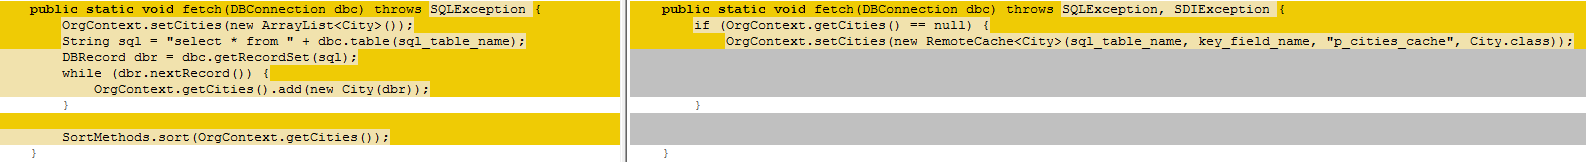 public static void fetch(DBConnection dbc) throws SQLException {
OrgContext.setCities(new ArrayList<City>());
String sql = "select * from " + dbc.table(sql_table_name);
DBRecord dbr = dbc.getRecordSet(sql);
while (dbr.nextRecord()) {
OrgContext.getCities().add(new City(dbr));
}
SortMethods.sort(OrgContext.getCities());
}
public static void fetch(DBConnection dbc) throws SQLException, SDIException {
if (OrgContext.getCities() == null) {
OrgContext.setCities(new RemoteCache<City>(sql_table_name, key_field_name, "p_cities_cache", City.class));
}
}